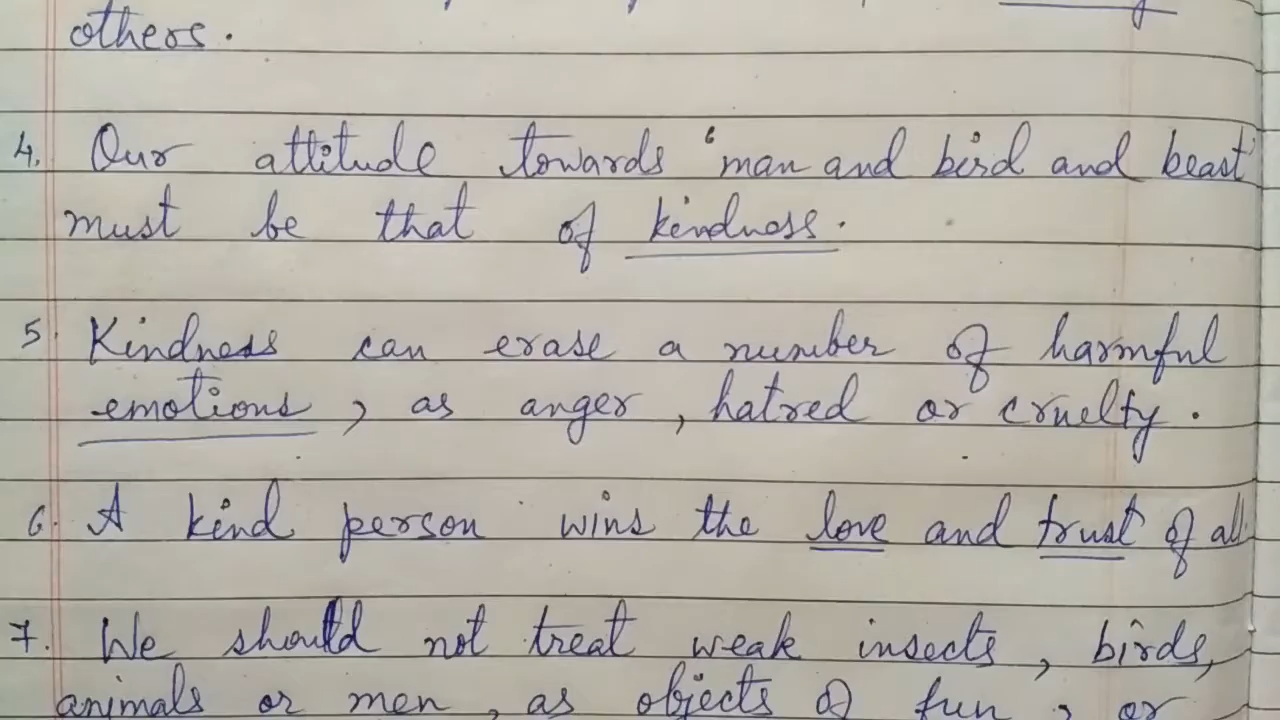 others.
4. Our attitude towards 'man and bird and beast'
must be that of kindness.
5. Kindness can erase a number of harmful
emotions, as anger, hatred or cruelty.
6. A kind person wins the love and trust of all
7. We should not treat weak insects, birds,
animals or men, as objects of fun, or